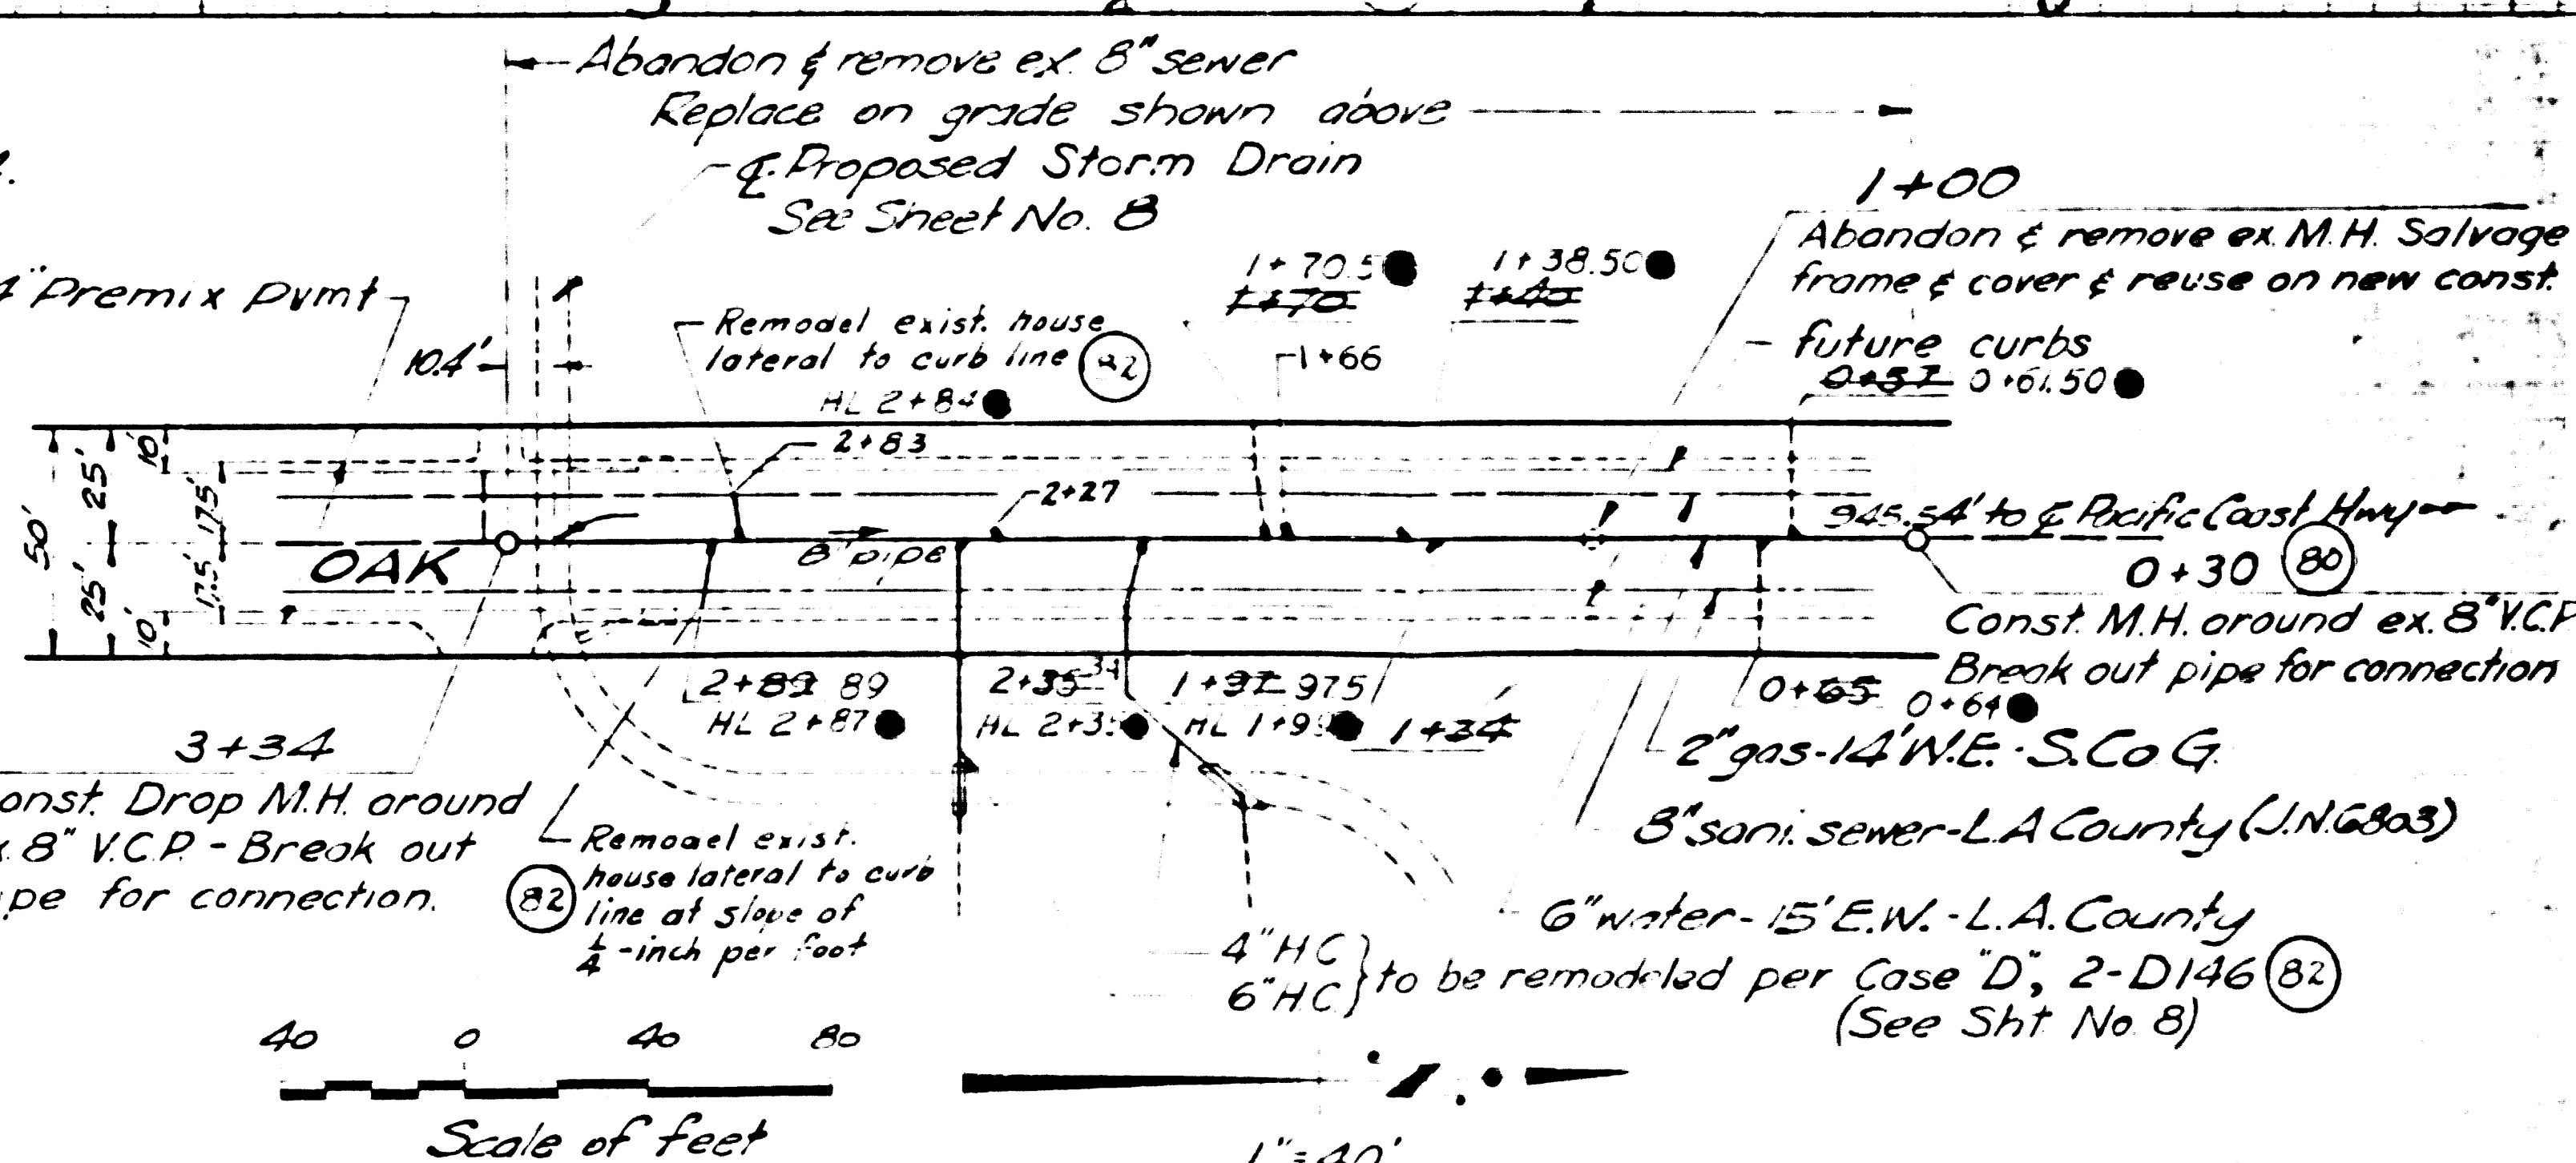 Abandon & remove ex. 8" sewer
Replace on grade shown above
℄ Proposed Storm Drain
See Sheet No. 8
1+00
Abandon & remove ex. M.H. Salvage
frame & cover & reuse on new const.
future curbs
0+57 0+61.50
1+70.5
1+70
1+38.50
1+40
1+66
4" Premix Pvmt
10.4'
Remodel exist. house
lateral to curb line 82
HL 2+84
2+83
2+27
50'
25'
25'
10'
10'
17.5'
17.5'
OAK
8" pipe
945.54' to ℄ Pacific Coast Hwy
0+30 80
Const. M.H. around ex. 8" V.C.P.
Break out pipe for connection
2+89 89
HL 2+87
2+35 34
HL 2+35
1+97 975
HL 1+99
1+34
0+65 0+64
2" gas-14' W.E.-S.Co G.
8" sani. sewer-L.A County (J.N.6803)
6" water-15' E.W.-L.A. County
3+34
onst. Drop M.H. around
x. 8" V.C.P. - Break out
pe for connection.
82
Remodel exist.
house lateral to curb
line at slope of
1/4-inch per foot
4" HC
6" HC
to be remodeled per Case "D", 2-D146 82
(See Sht. No. 8)
40 0 40 80
Scale of feet
1"=40'